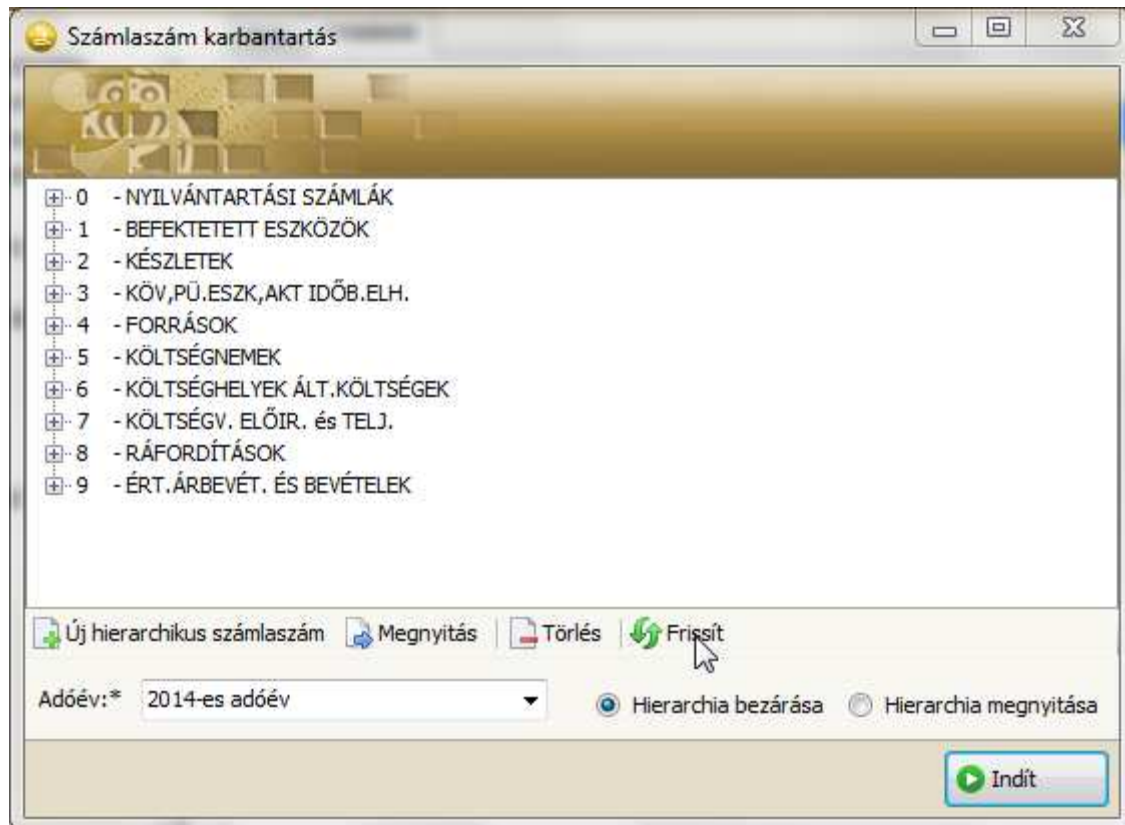 Számlaszám karbantartás
0 - NYILVÁNTARTÁSI SZÁMLÁK
1 - BEFEKTETETT ESZKÖZÖK
2 - KÉSZLETEK
3 - KÖV,PÜ.ESZK,AKT IDŐB.ELH.
4 - FORRÁSOK
5 - KÖLTSÉGNEMEK
6 - KÖLTSÉGHELYEK ÁLT.KÖLTSÉGEK
7 - KÖLTSÉGV. ELŐIR. és TELJ.
8 - RÁFORDÍTÁSOK
9 - ÉRT.ÁRBEVÉT. ÉS BEVÉTELEK
Új hierarchikus számlaszám Megnyitás Törlés Frissít
Adóév:* 2014-es adóév Hierarchia bezárása Hierarchia megnyitása
Indít